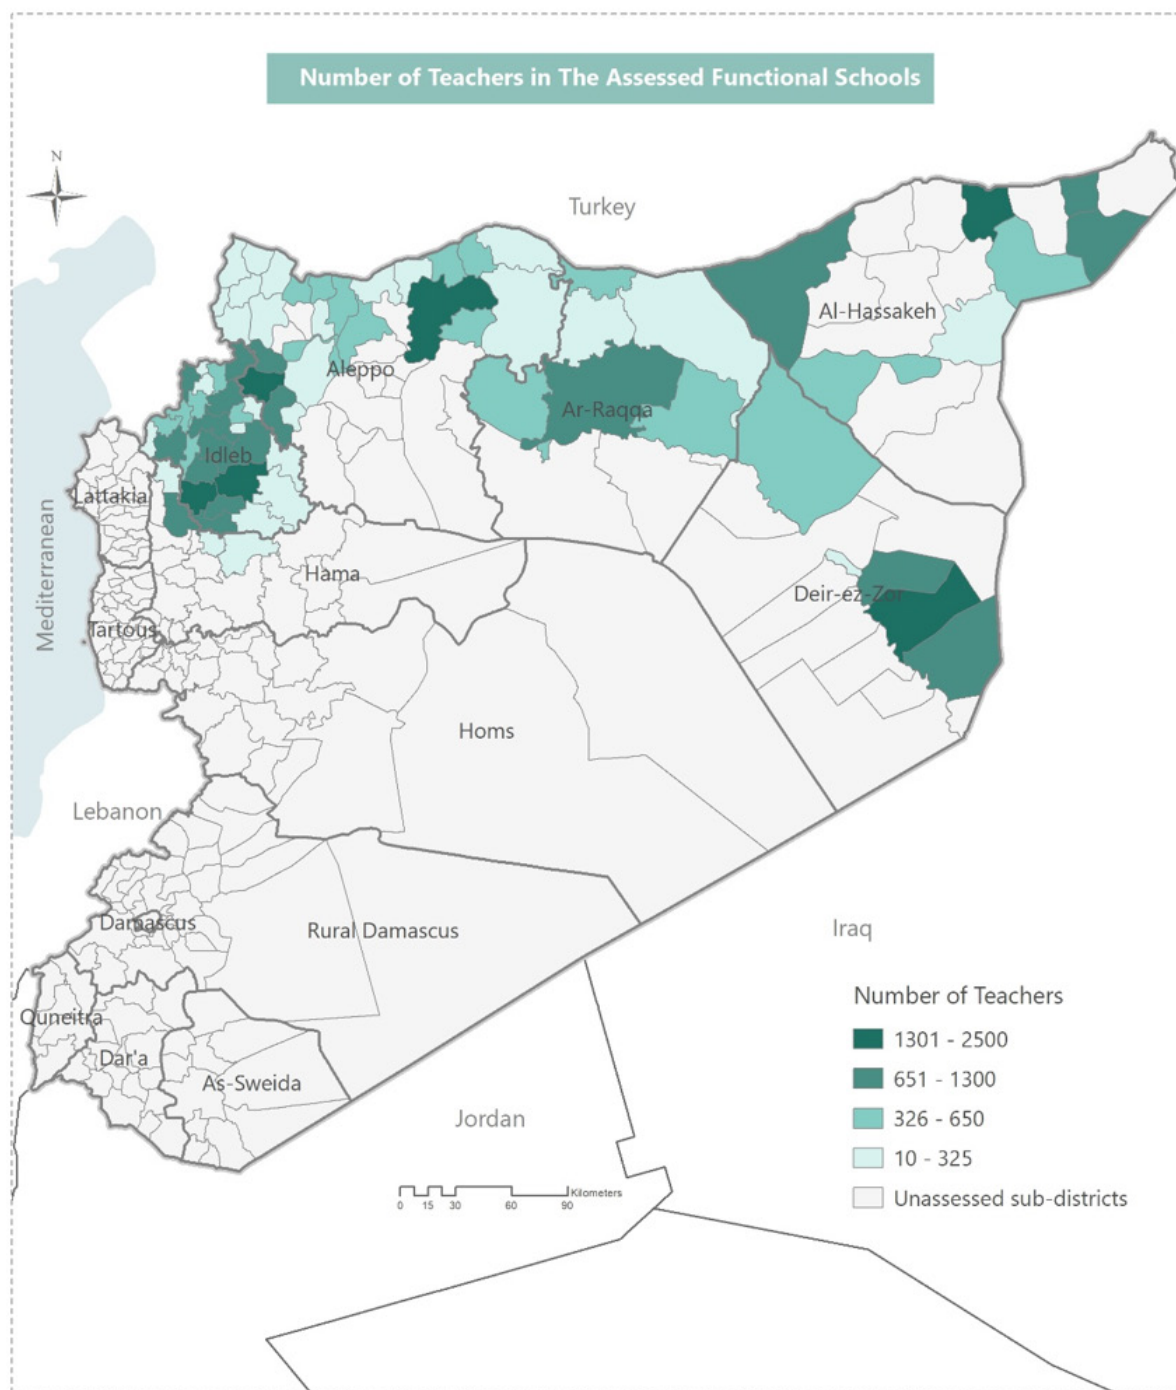 Number of Teachers in The Assessed Functional Schools
N
Turkey
Al-Hassakeh
Aleppo
Ar-Raqqa
Idleb
Lattakia
Mediterranean
Hama
Deir-ez-Zor
Tartous
Homs
Lebanon
Damascus
Rural Damascus
Iraq
Quneitra
Dar'a
As-Sweida
Jordan
Number of Teachers
1301 - 2500
651 - 1300
326 - 650
10 - 325
Unassessed sub-districts
Kilometers
0 15 30 60 90